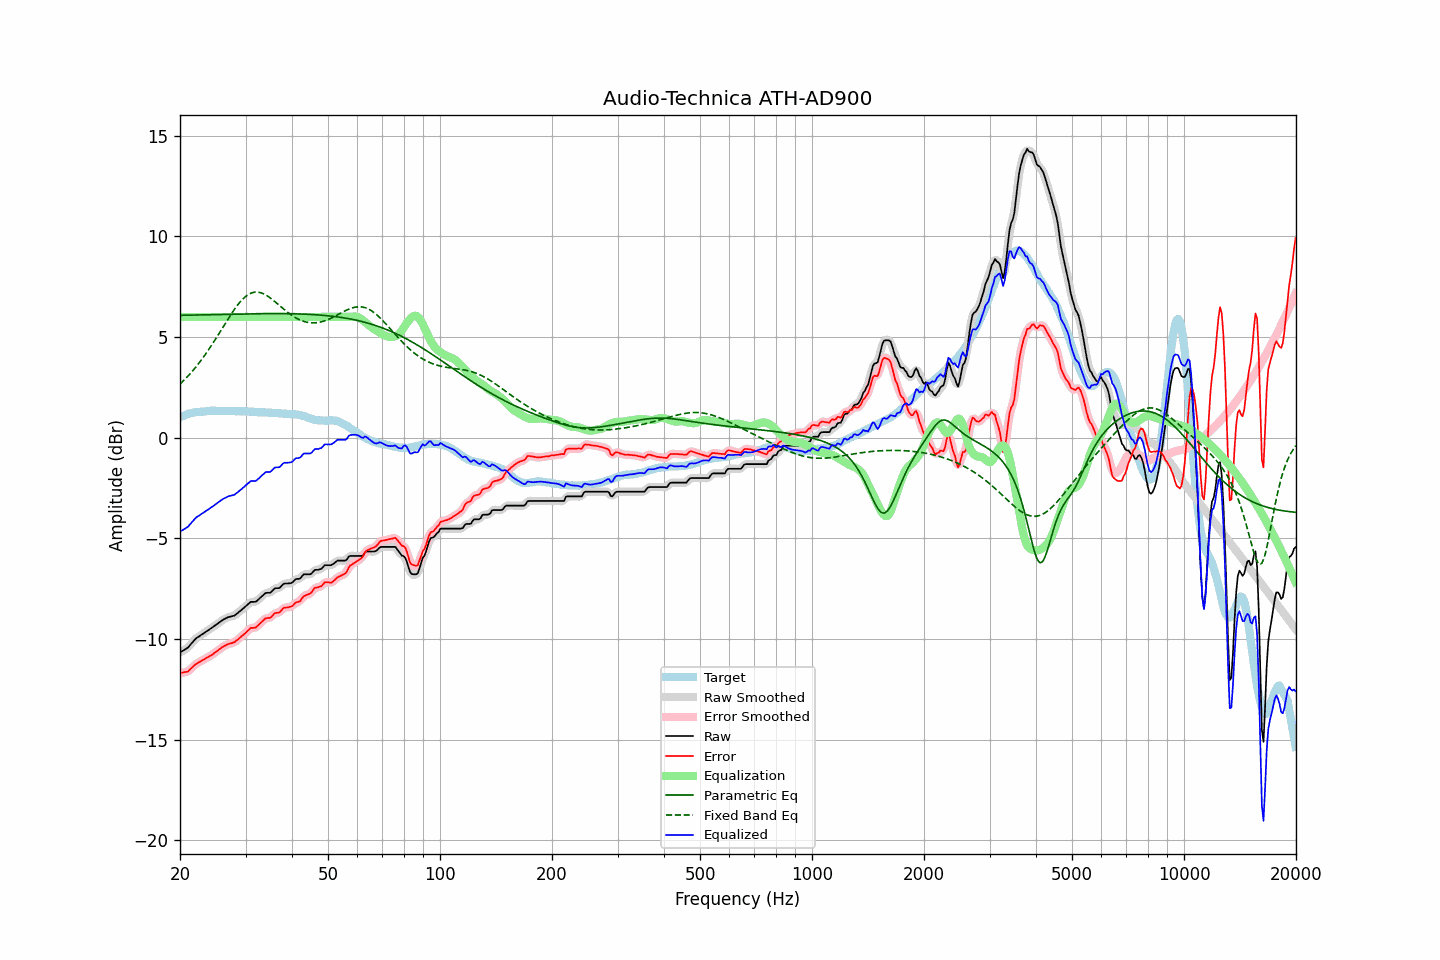 Audio-Technica ATH-AD900
Amplitude (dBr)
15
10
5
0
−5
−10
−15
−20
Target
Raw Smoothed
Error Smoothed
Raw
Error
Equalization
Parametric Eq
Fixed Band Eq
Equalized
20 50 100 200 500 1000 2000 5000 10000 20000
Frequency (Hz)